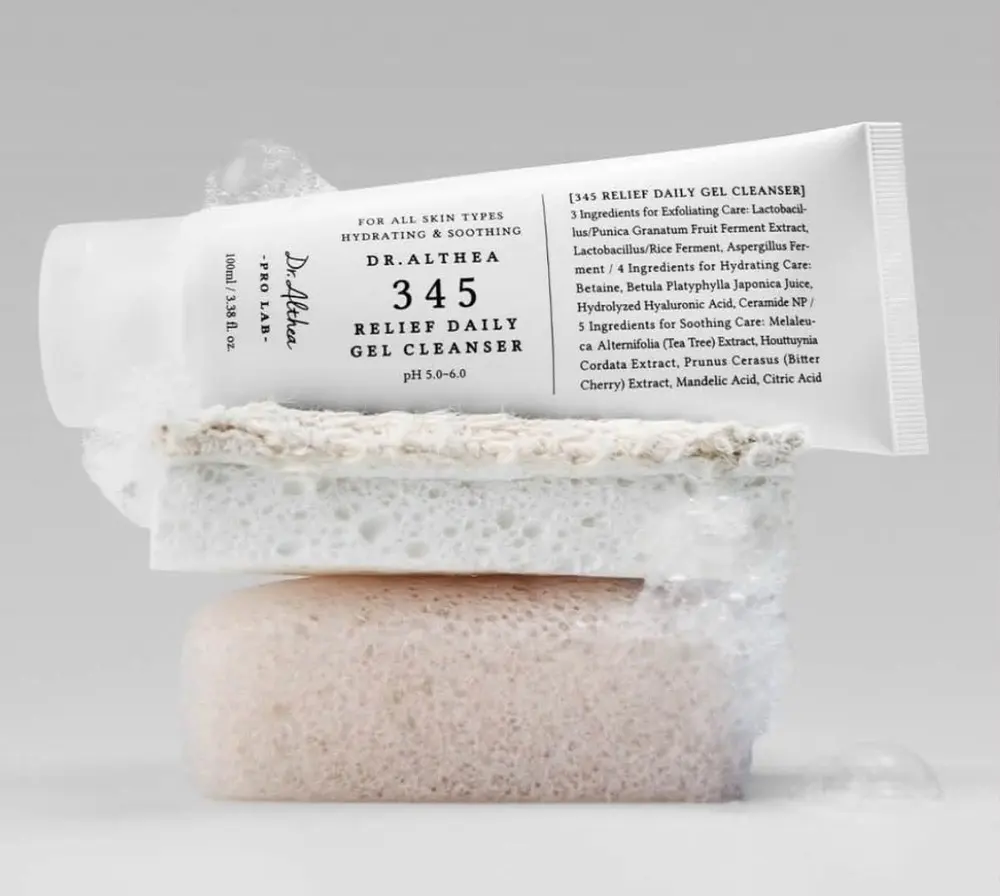 100ml / 3.38 fl. oz.
-PRO LAB-
Dr.Althea
FOR ALL SKIN TYPES
HYDRATING & SOOTHING
DR.ALTHEA
345
RELIEF DAILY
GEL CLEANSER
pH 5.0-6.0
[345 RELIEF DAILY GEL CLEANSER]
3 Ingredients for Exfoliating Care: Lactobacil-
lus/Punica Granatum Fruit Ferment Extract,
Lactobacillus/Rice Ferment, Aspergillus Fer-
ment / 4 Ingredients for Hydrating Care:
Betaine, Betula Platyphylla Japonica Juice,
Hydrolyzed Hyaluronic Acid, Ceramide NP /
5 Ingredients for Soothing Care: Melaleu-
ca Alternifolia (Tea Tree) Extract, Houttuynia
Cordata Extract, Prunus Cerasus (Bitter
Cherry) Extract, Mandelic Acid, Citric Acid